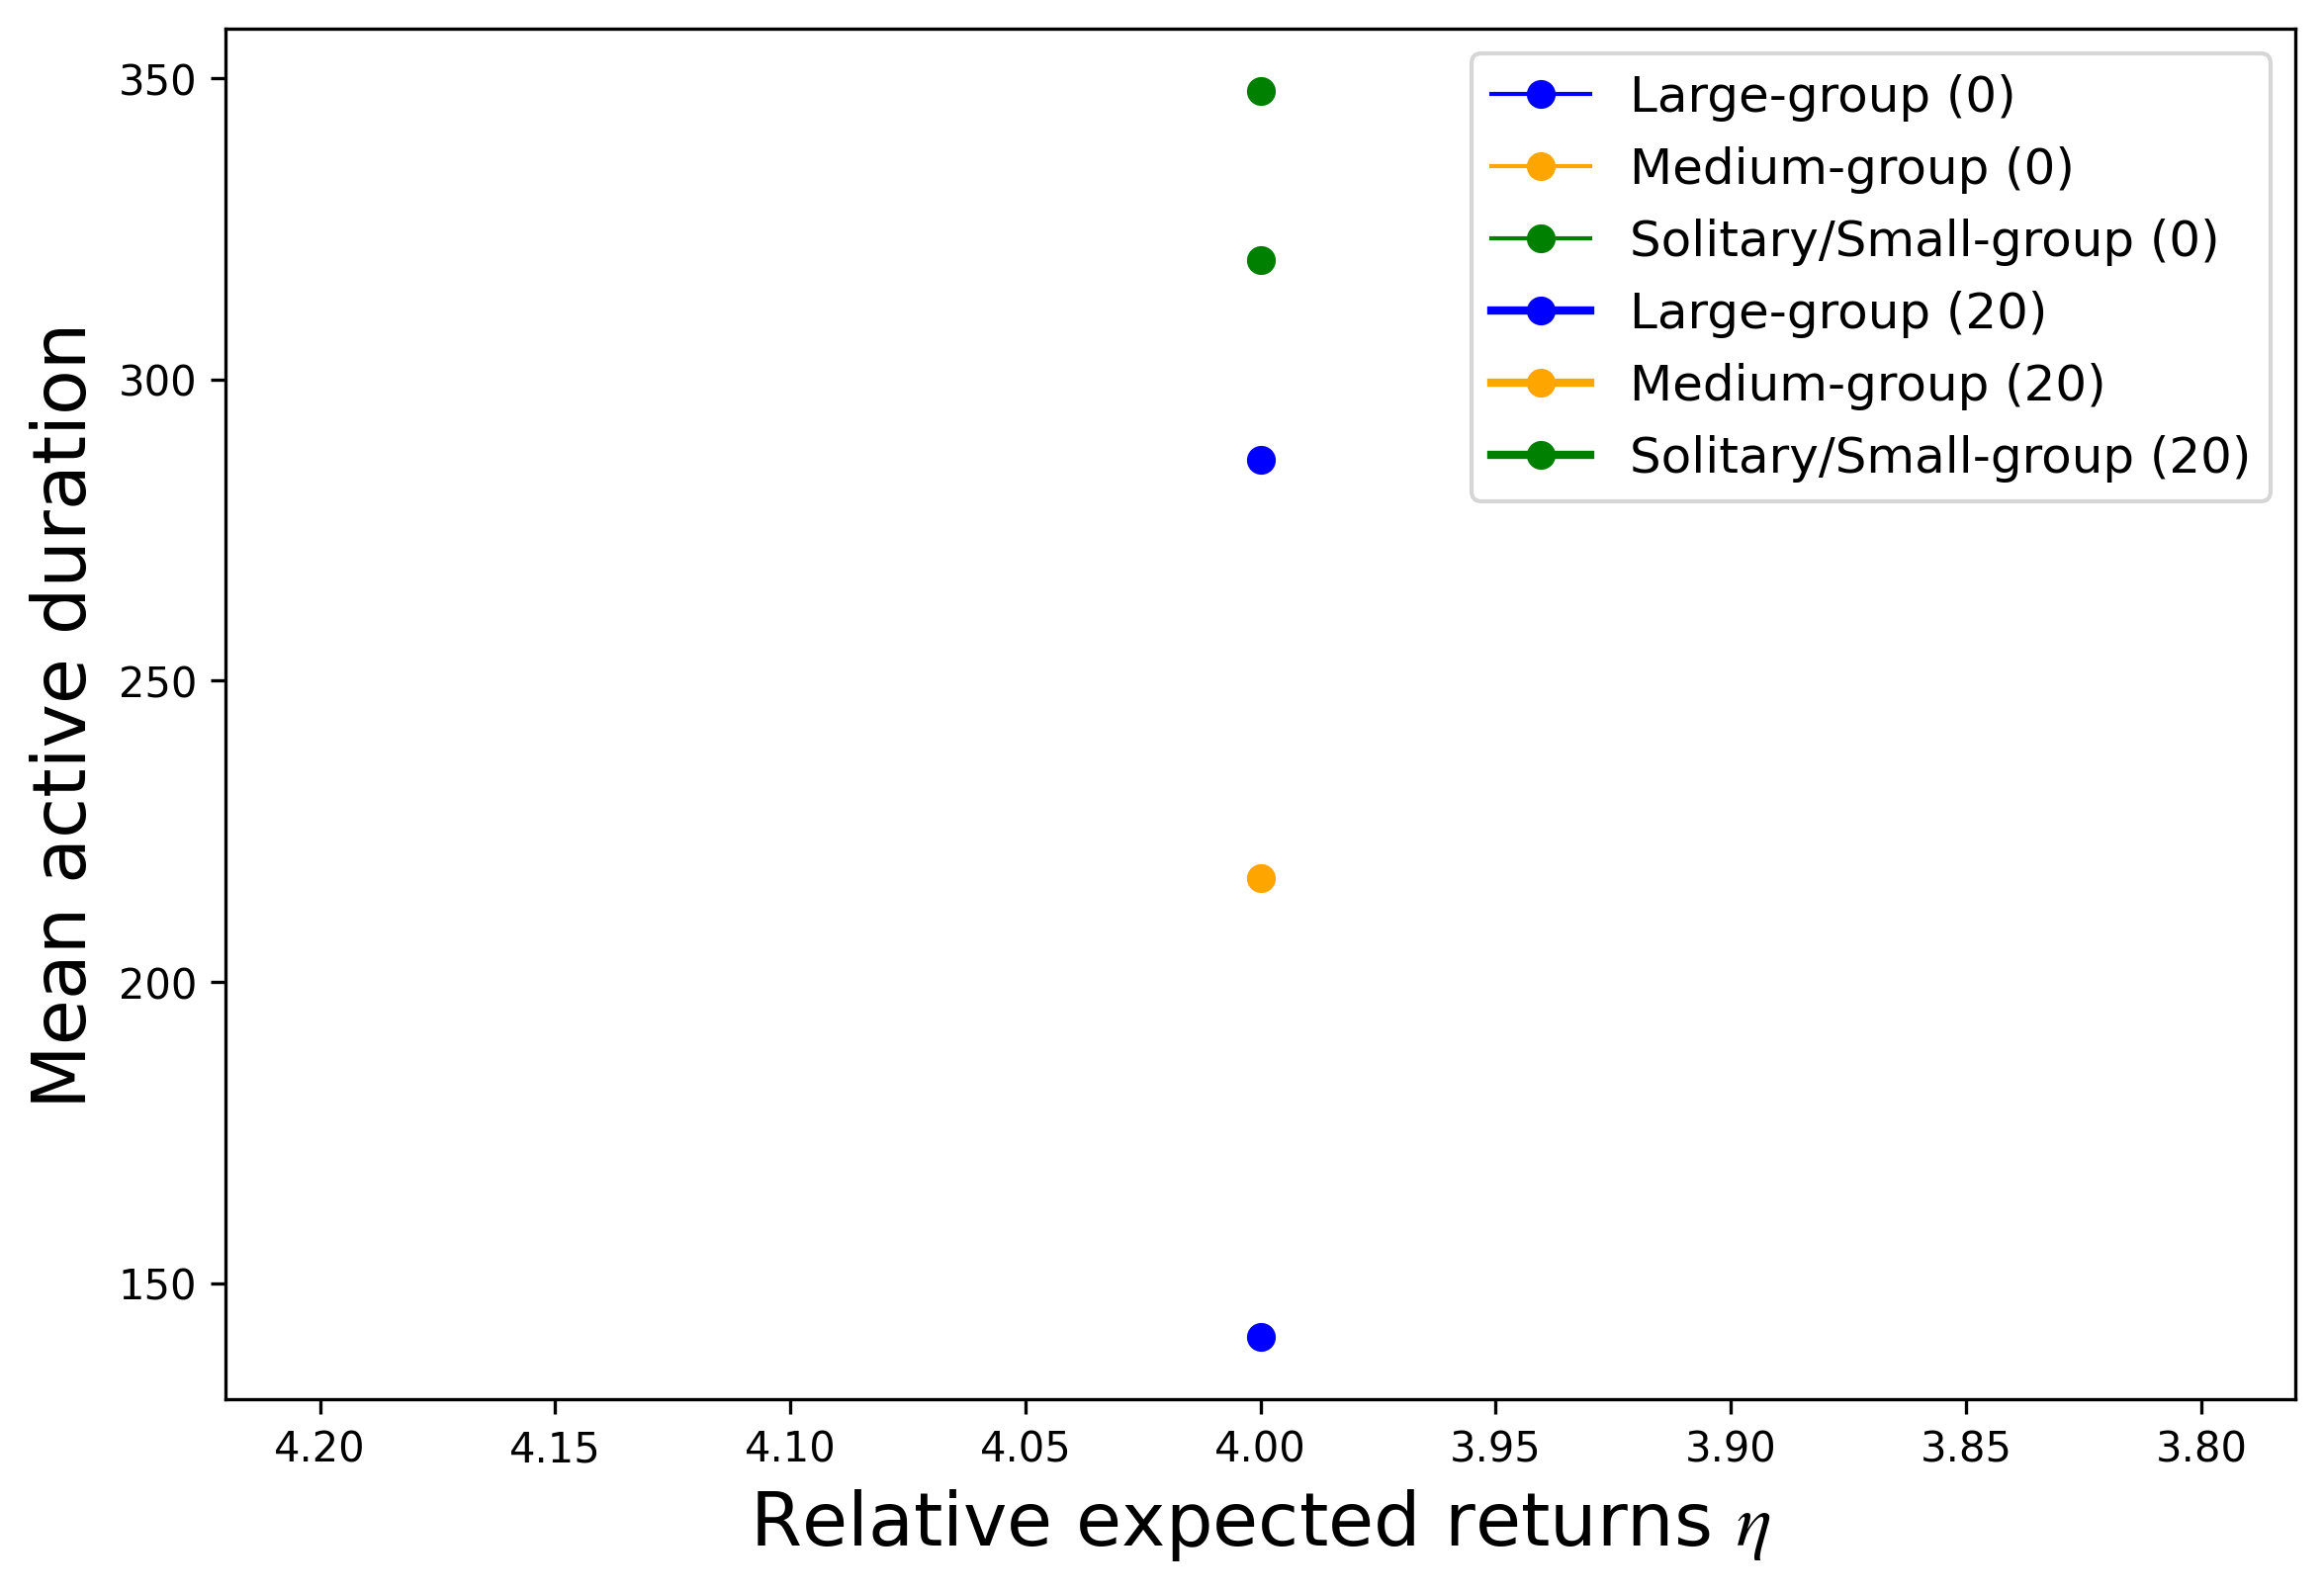 350
300
250
200
150
Mean active duration
Large-group (0)
Medium-group (0)
Solitary/Small-group (0)
Large-group (20)
Medium-group (20)
Solitary/Small-group (20)
4.20 4.15 4.10 4.05 4.00 3.95 3.90 3.85 3.80
Relative expected returns η